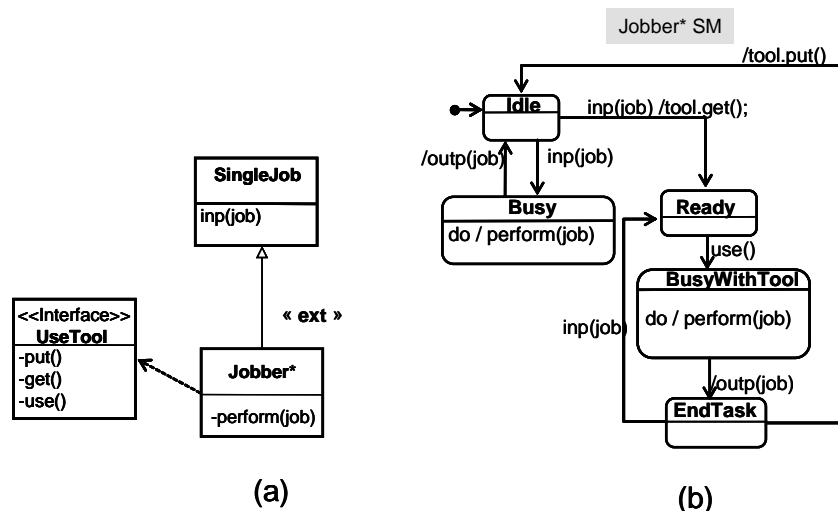 SingleJob
inp(job)
« ext »
<<Interface>>
UseTool
-put()
-get()
-use()
Jobber*
-perform(job)
(a)
Jobber* SM
/tool.put()
Idle
inp(job) /tool.get();
/outp(job)
inp(job)
Busy
do / perform(job)
Ready
use()
BusyWithTool
do / perform(job)
inp(job)
/outp(job)
EndTask
(b)